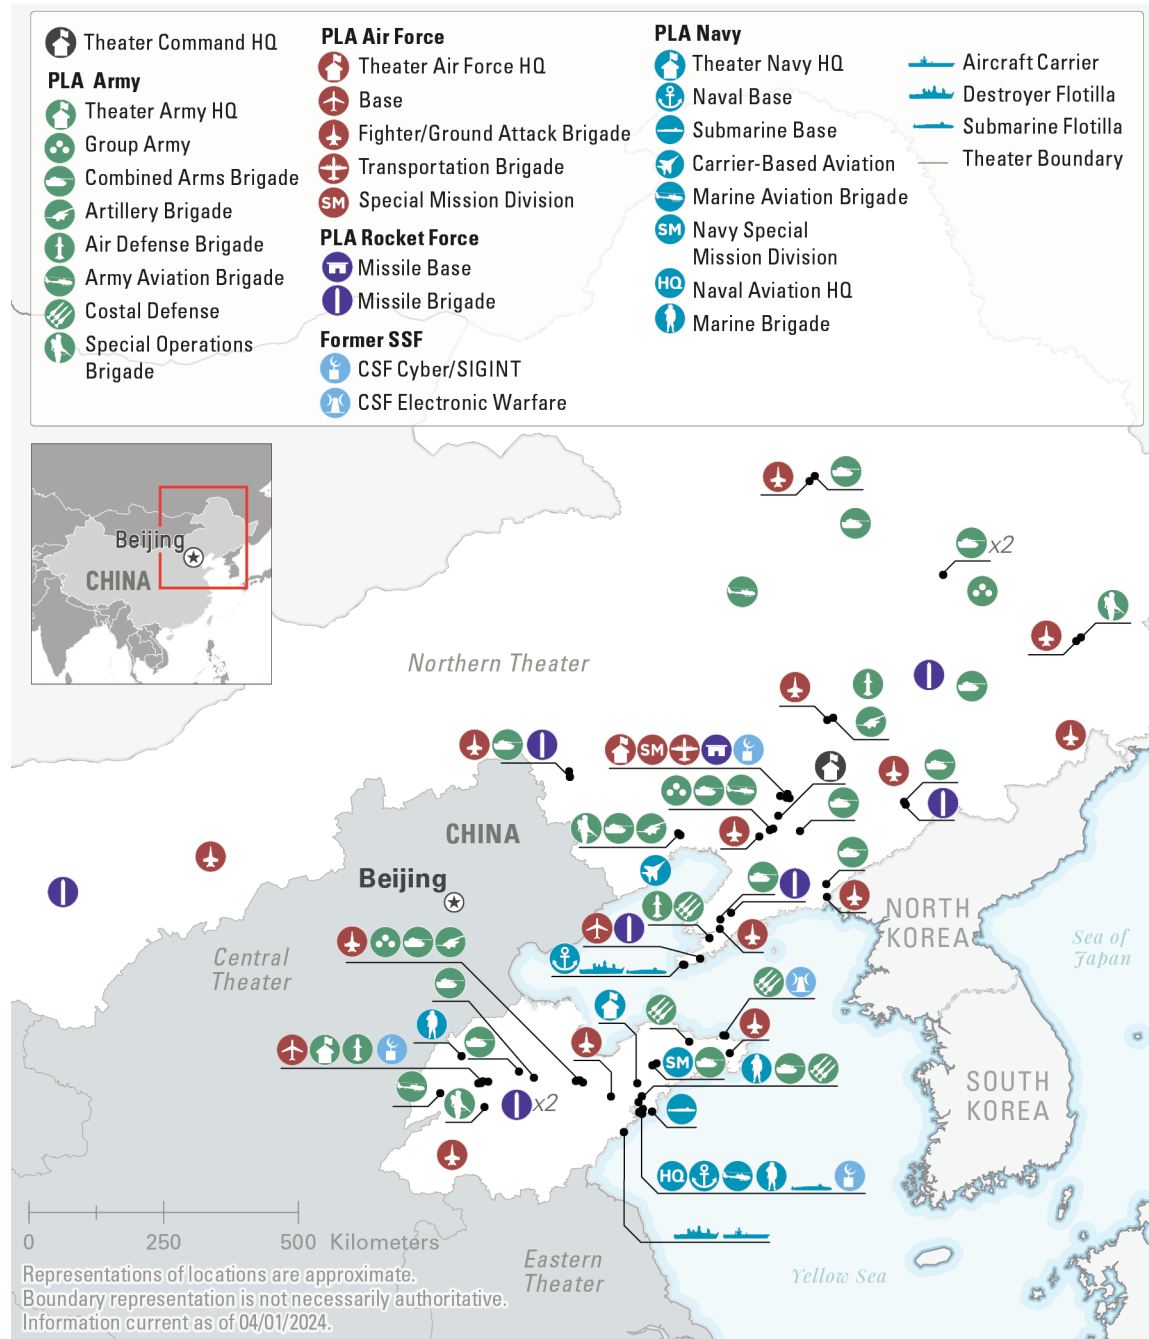 Theater Command HQ
PLA Army
Theater Army HQ
Group Army
Combined Arms Brigade
Artillery Brigade
Air Defense Brigade
Army Aviation Brigade
Costal Defense
Special Operations
Brigade
PLA Air Force
Theater Air Force HQ
Base
Fighter/Ground Attack Brigade
Transportation Brigade
SM Special Mission Division
PLA Rocket Force
Missile Base
Missile Brigade
Former SSF
CSF Cyber/SIGINT
CSF Electronic Warfare
PLA Navy
Theater Navy HQ
Naval Base
Submarine Base
Carrier-Based Aviation
Marine Aviation Brigade
SM Navy Special
Mission Division
HQ Naval Aviation HQ
Marine Brigade
Aircraft Carrier
Destroyer Flotilla
Submarine Flotilla
Theater Boundary
Beijing
CHINA
x2
Northern Theater
SM
CHINA
Beijing
NORTH
KOREA
Sea of
Japan
Central
Theater
SM
SOUTH
KOREA
x2
HQ
0 250 500 Kilometers
Eastern
Theater
Yellow Sea
Representations of locations are approximate.
Boundary representation is not necessarily authoritative.
Information current as of 04/01/2024.